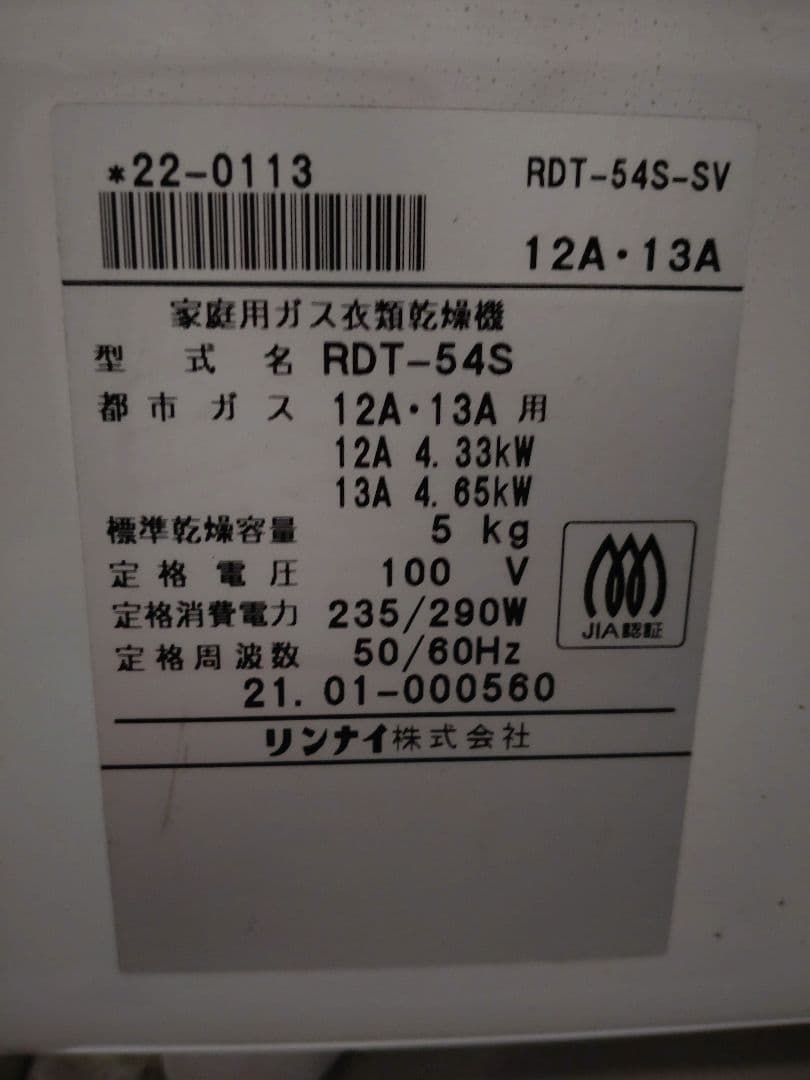 *22-0113
RDT-54S-SV
12A・13A
家庭用ガス衣類乾燥機
型式名 RDT-54S
都市ガス 12A・13A 用
12A 4.33kW
13A 4.65kW
標準乾燥容量 5 kg
定格電圧 100 V
定格消費電力 235/290W
定格周波数 50/60Hz
21.01-000560
JIA認証
リンナイ株式会社